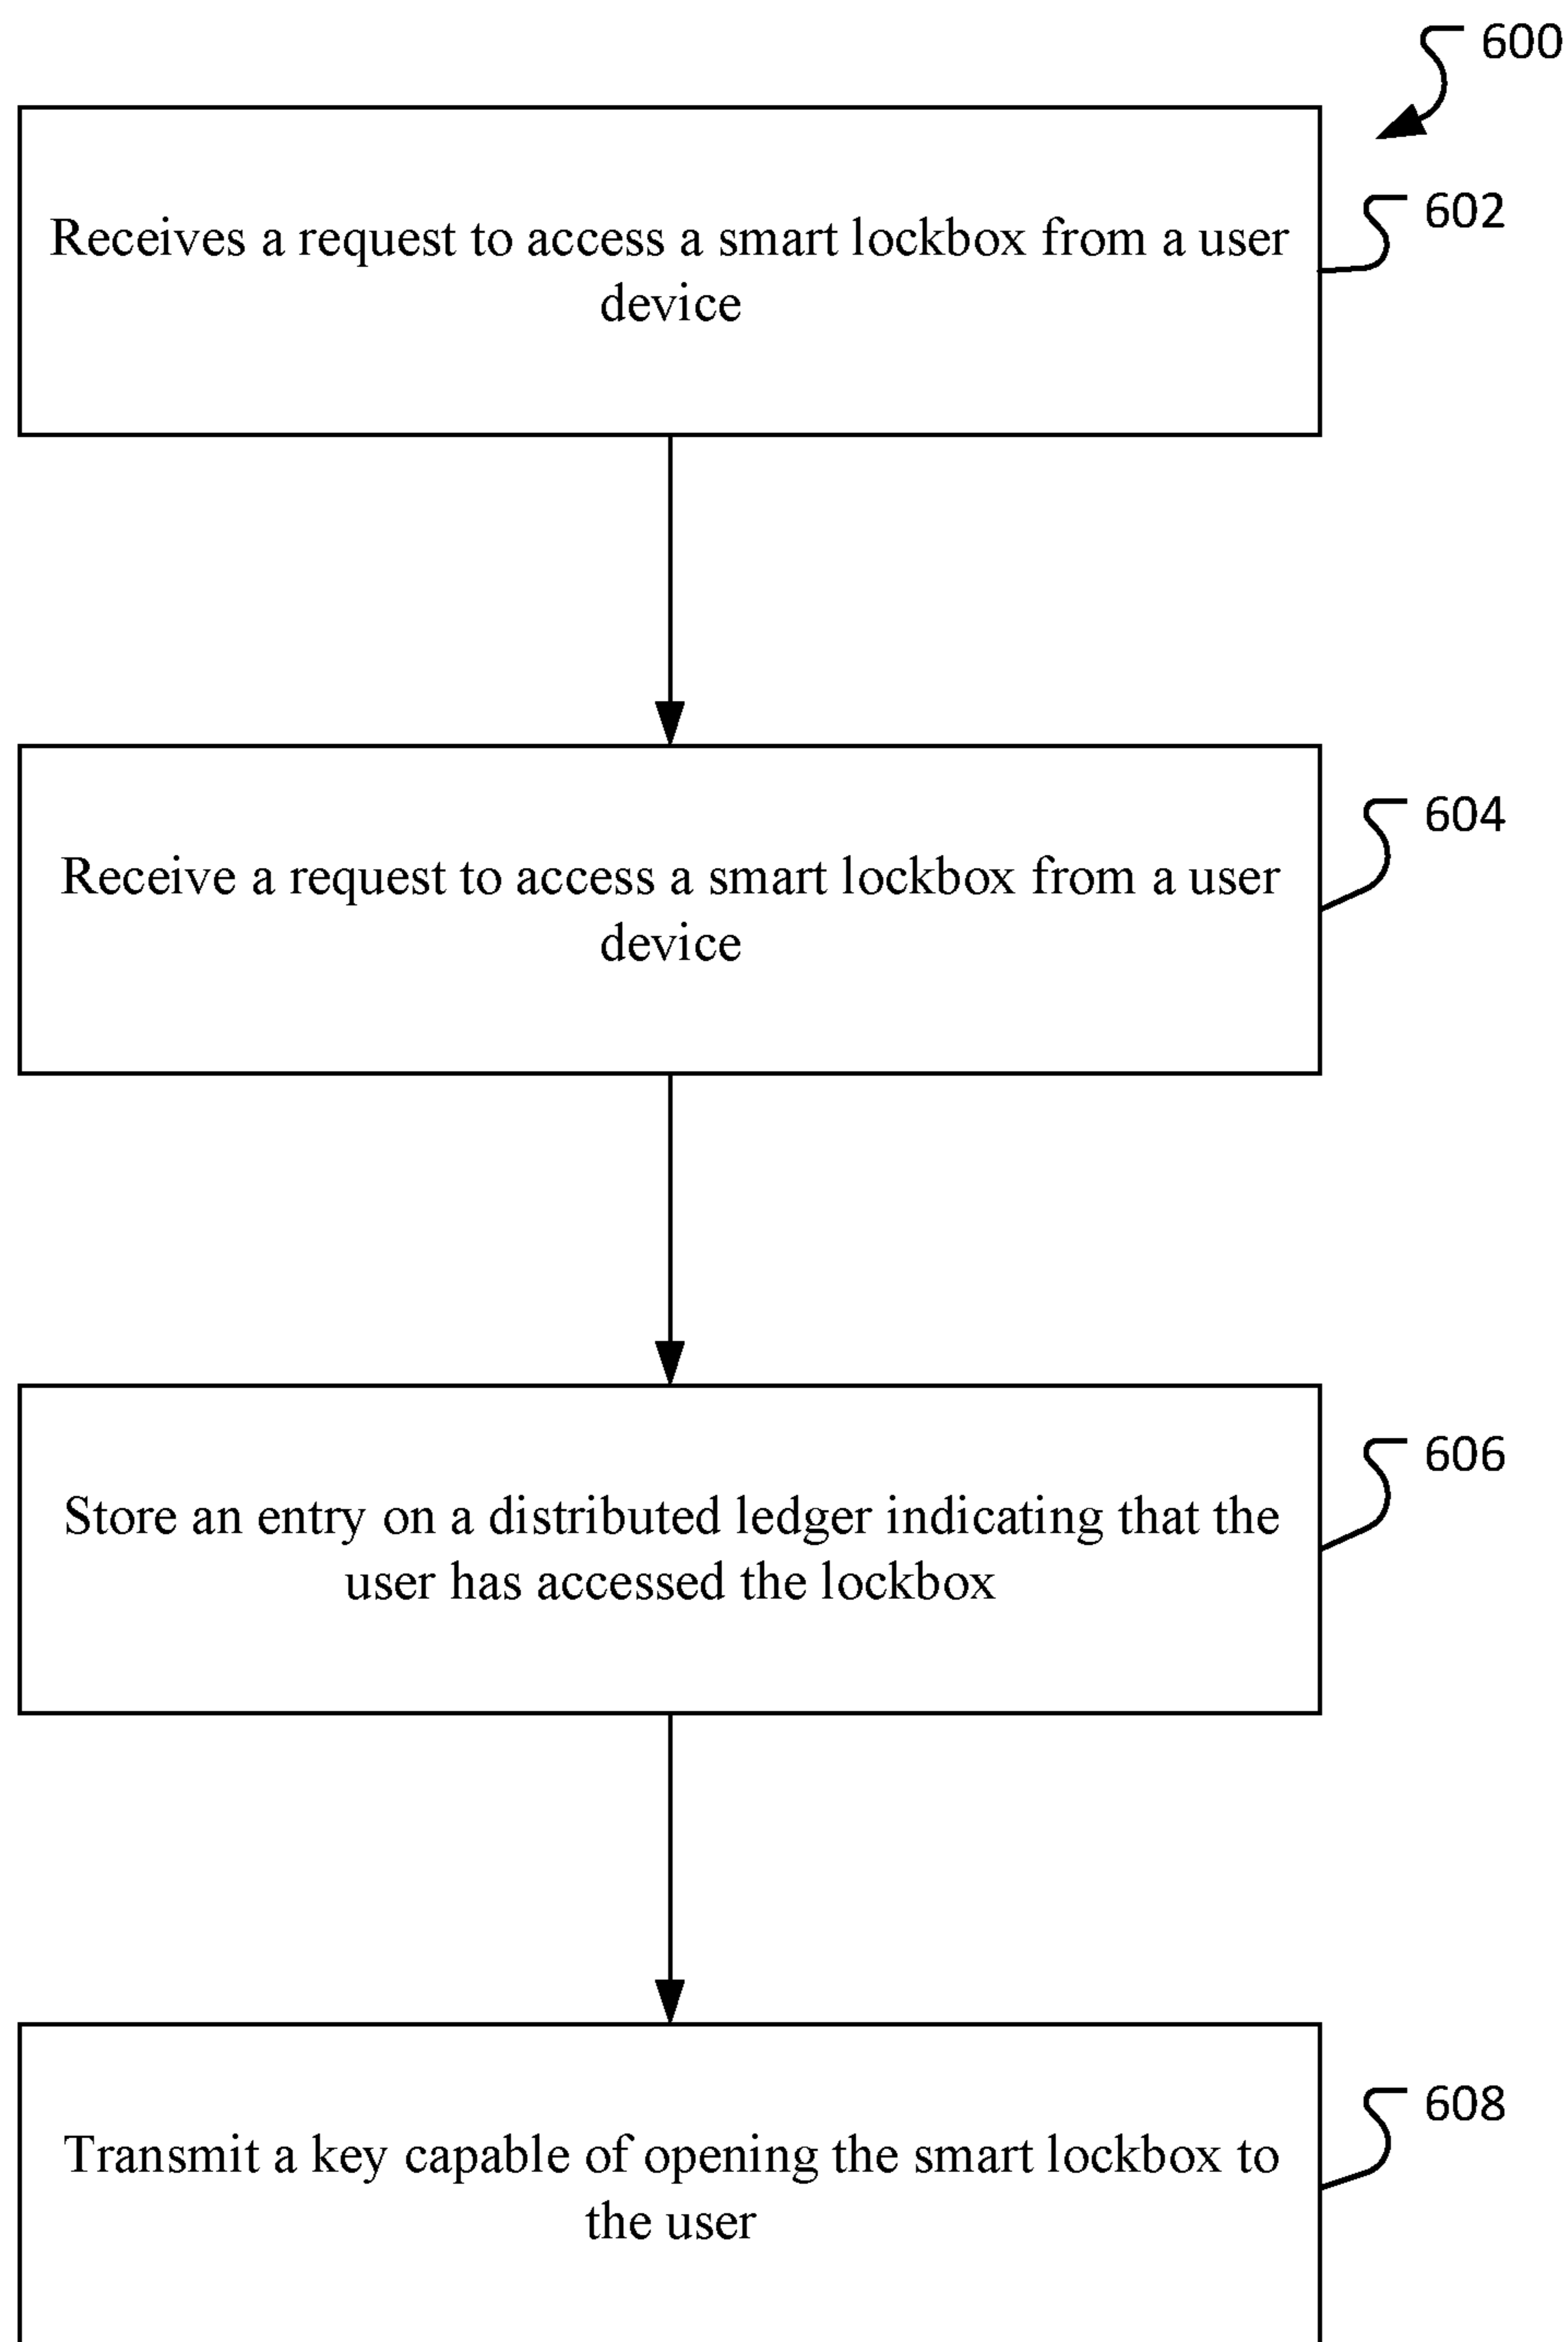 600
Receives a request to access a smart lockbox from a user
device
602
Receive a request to access a smart lockbox from a user
device
604
Store an entry on a distributed ledger indicating that the
user has accessed the lockbox
606
Transmit a key capable of opening the smart lockbox to
the user
608